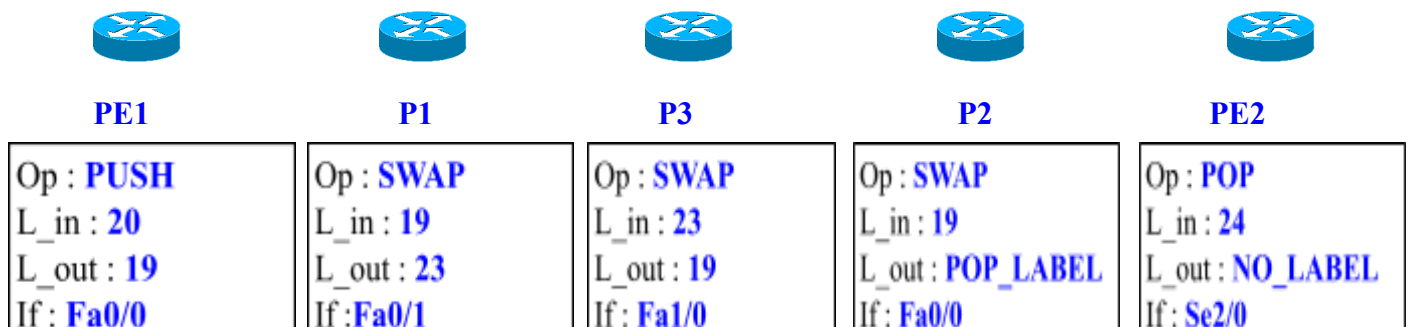 PE1 P1 P3 P2 PE2
Op : PUSH
L_in : 20
L_out : 19
If : Fa0/0
Op : SWAP
L_in : 19
L_out : 23
If :Fa0/1
Op : SWAP
L_in : 23
L_out : 19
If : Fa1/0
Op : SWAP
L_in : 19
L_out : POP_LABEL
If : Fa0/0
Op : POP
L_in : 24
L_out : NO_LABEL
If : Se2/0